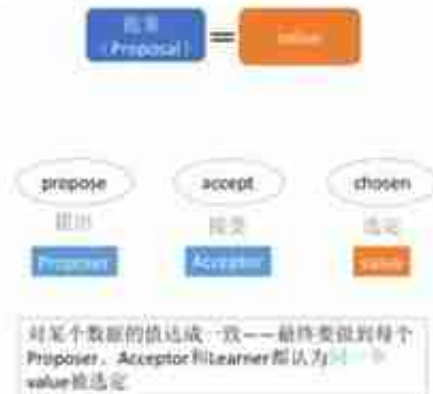 提案
（Proposal）
=
value
propose
accept
chosen
提出
接受
选定
Proposer
Acceptor
value
对某个数据的值达成一致——最终要做到每个
Proposer、Acceptor和Learner都认为同一个
value被选定